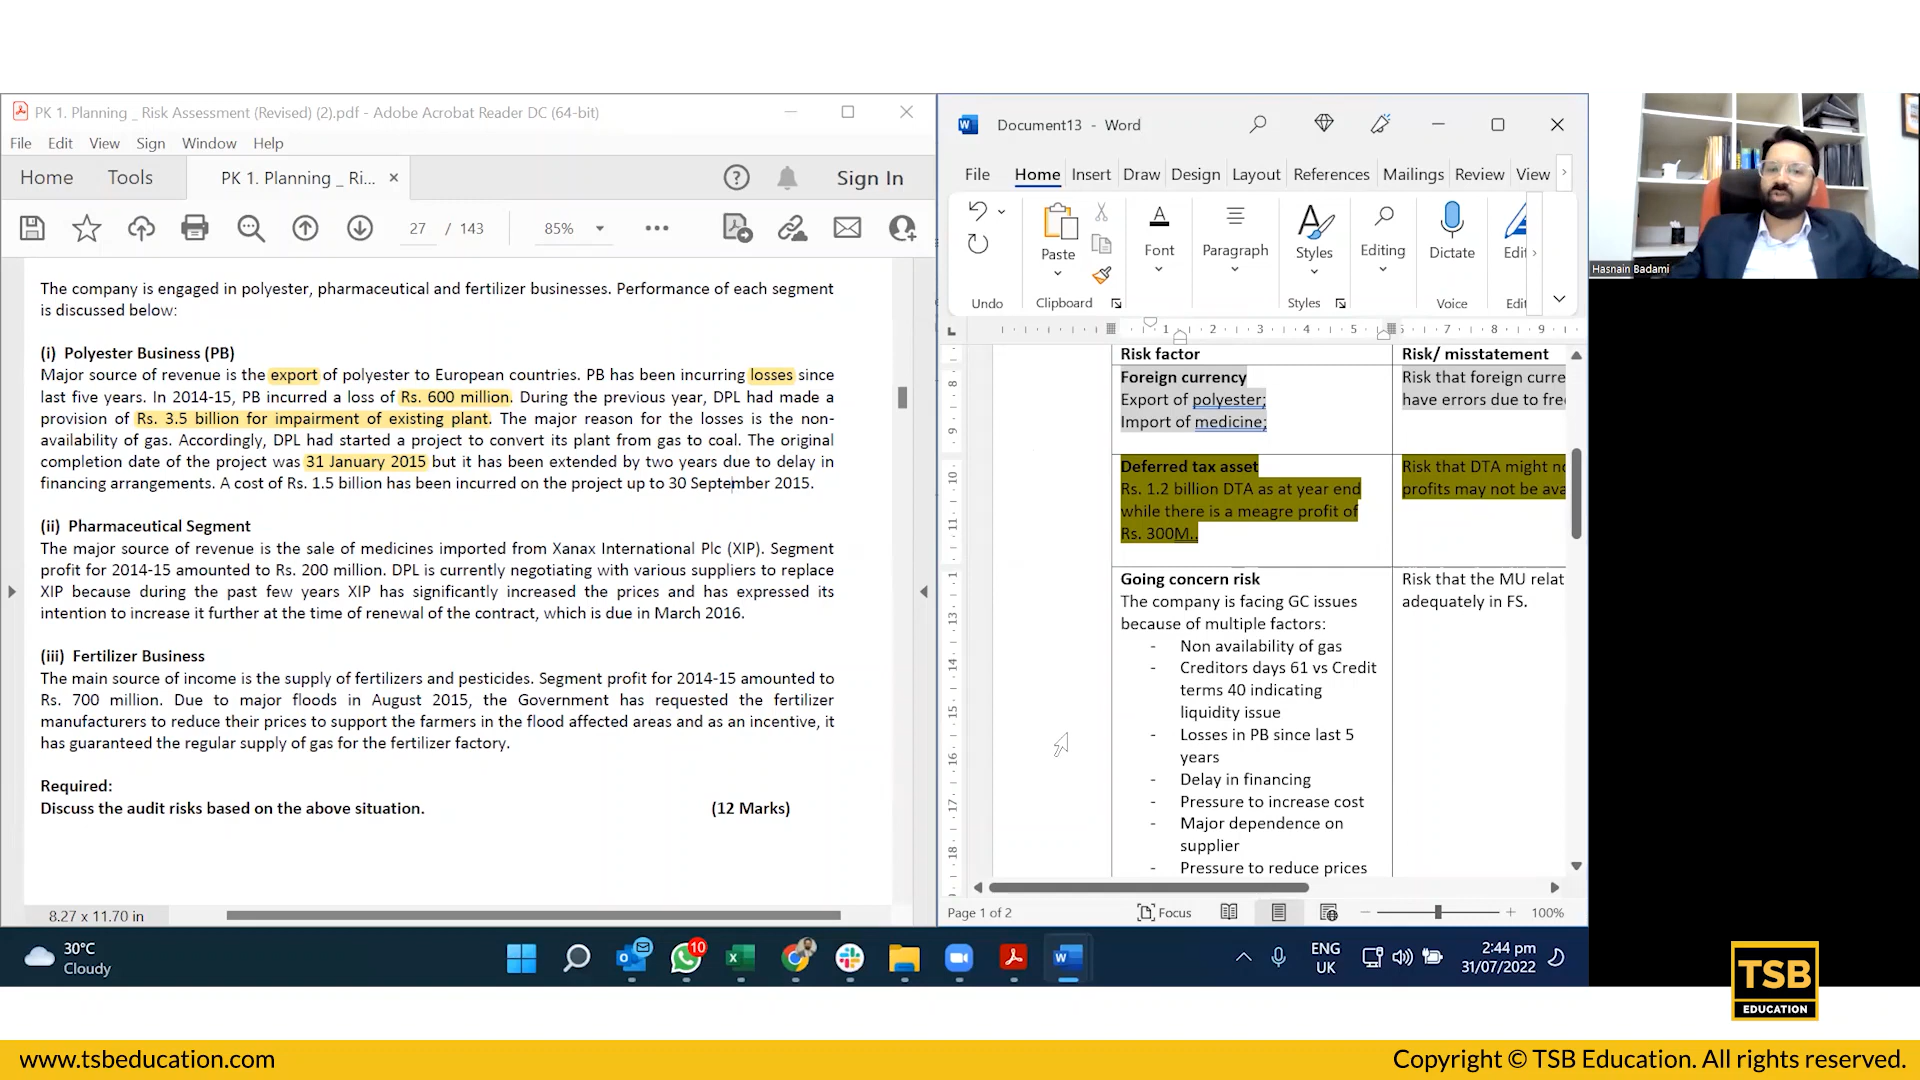 PK 1. Planning _ Risk Assessment (Revised) (2).pdf - Adobe Acrobat Reader DC (64-bit)
File Edit View Sign Window Help
Home Tools PK 1. Planning _ Ri... × Sign In
27 / 143 85%
The company is engaged in polyester, pharmaceutical and fertilizer businesses. Performance of each segment
is discussed below:
(i) Polyester Business (PB)
Major source of revenue is the export of polyester to European countries. PB has been incurring losses since
last five years. In 2014-15, PB incurred a loss of Rs. 600 million. During the previous year, DPL had made a
provision of Rs. 3.5 billion for impairment of existing plant. The major reason for the losses is the non-
availability of gas. Accordingly, DPL had started a project to convert its plant from gas to coal. The original
completion date of the project was 31 January 2015 but it has been extended by two years due to delay in
financing arrangements. A cost of Rs. 1.5 billion has been incurred on the project up to 30 September 2015.
(ii) Pharmaceutical Segment
The major source of revenue is the sale of medicines imported from Xanax International Plc (XIP). Segment
profit for 2014-15 amounted to Rs. 200 million. DPL is currently negotiating with various suppliers to replace
XIP because during the past few years XIP has significantly increased the prices and has expressed its
intention to increase it further at the time of renewal of the contract, which is due in March 2016.
(iii) Fertilizer Business
The main source of income is the supply of fertilizers and pesticides. Segment profit for 2014-15 amounted to
Rs. 700 million. Due to major floods in August 2015, the Government has requested the fertilizer
manufacturers to reduce their prices to support the farmers in the flood affected areas and as an incentive, it
has guaranteed the regular supply of gas for the fertilizer factory.
Required:
Discuss the audit risks based on the above situation. (12 Marks)
8.27 x 11.70 in
Document13 - Word
File Home Insert Draw Design Layout References Mailings Review View
Paste Font Paragraph Styles Editing Dictate Edit
Undo Clipboard Styles Voice Edit
1 2 3 4 5 7 8 9
8
9
10
11
1
13
14
15
16
17
18
Risk factor Risk/ misstatement
Foreign currency Risk that foreign curre
Export of polyester; have errors due to fre
Import of medicine;
Deferred tax asset Risk that DTA might no
Rs. 1.2 billion DTA as at year end profits may not be ava
while there is a meagre profit of
Rs. 300M..
Going concern risk Risk that the MU relat
The company is facing GC issues adequately in FS.
because of multiple factors:
- Non availability of gas
- Creditors days 61 vs Credit
terms 40 indicating
liquidity issue
- Losses in PB since last 5
years
- Delay in financing
- Pressure to increase cost
- Major dependence on
supplier
- Pressure to reduce prices
Page 1 of 2 Focus 100%
Hasnain Badami
30°C
Cloudy
10
ENG
UK
2:44 pm
31/07/2022
TSB
EDUCATION
www.tsbeducation.com Copyright © TSB Education. All rights reserved.